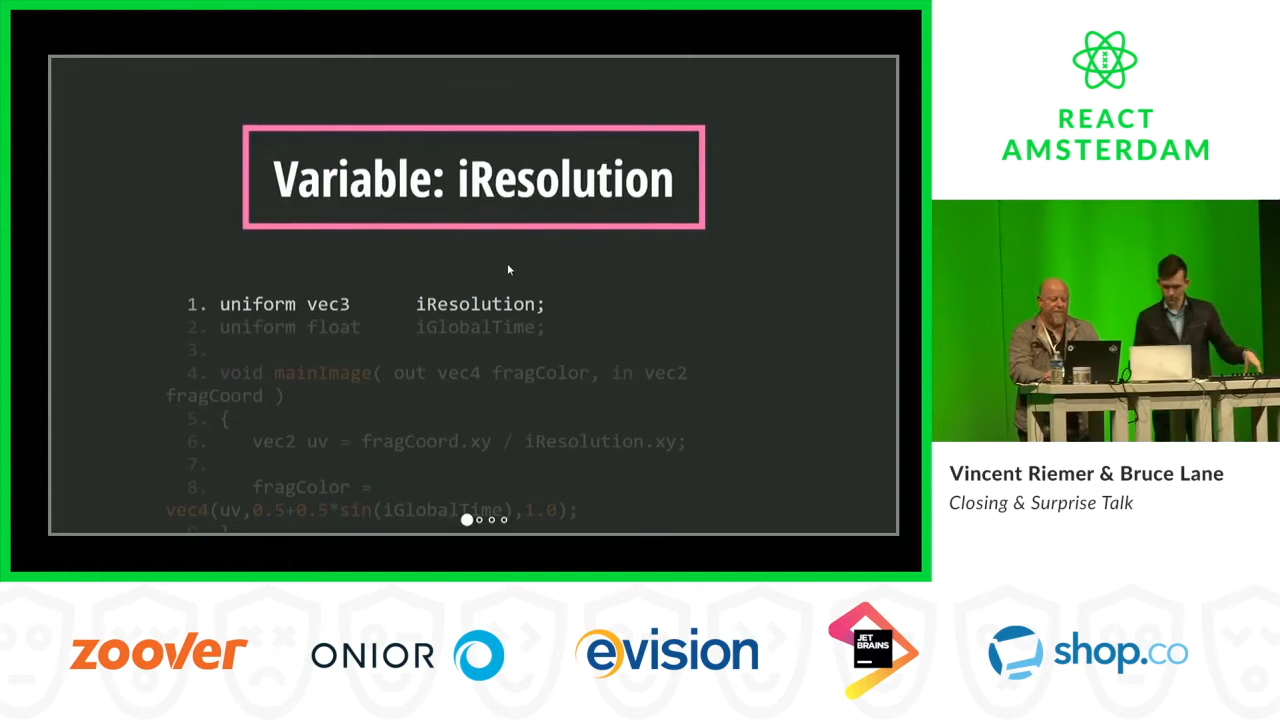 Variable: iResolution
1. uniform vec3 iResolution;
2. uniform float iGlobalTime;
3.
4. void mainImage( out vec4 fragColor, in vec2
fragCoord )
5. {
6. vec2 uv = fragCoord.xy / iResolution.xy;
7.
8. fragColor =
vec4(uv,0.5+0.5*sin(iGlobalTime),1.0);
REACT
AMSTERDAM
Vincent Riemer & Bruce Lane
Closing & Surprise Talk
zoover
ONIOR
evision
JET
BRAINS
shop.co